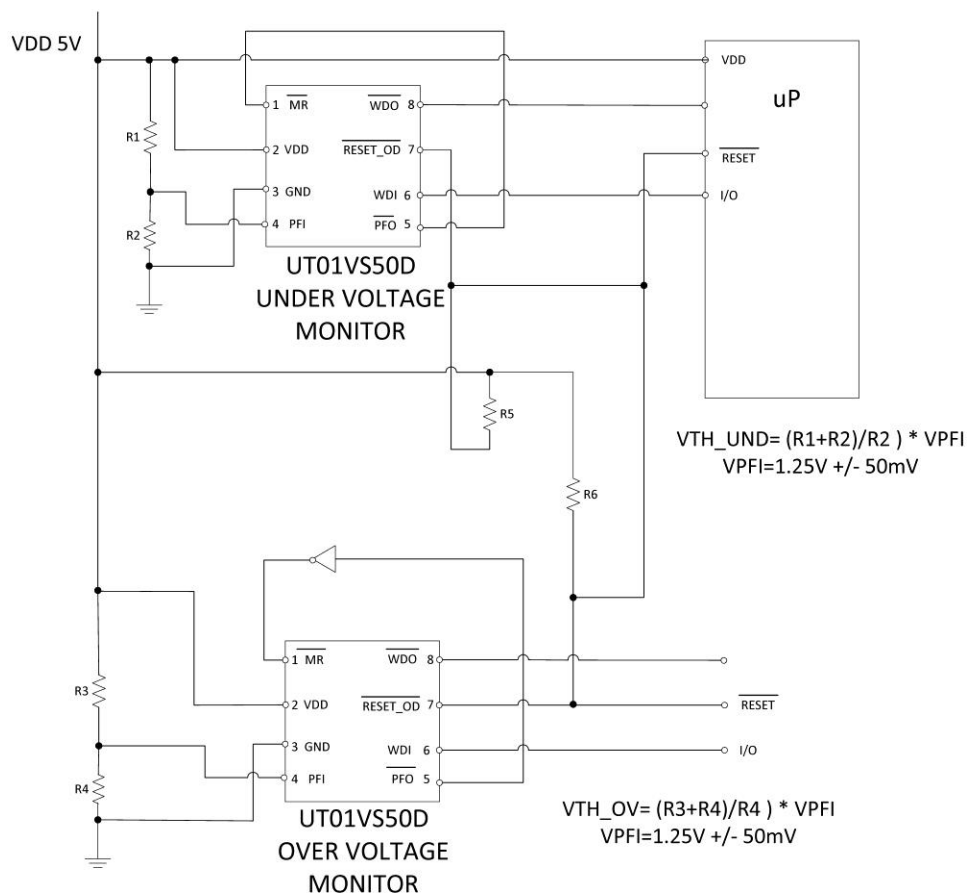 VDD 5V
VDD
uP
1 MR
WDO 8
R1
2 VDD
RESET_OD 7
RESET
3 GND
WDI 6
I/O
4 PFI
PFO 5
R2
UT01VS50D
UNDER VOLTAGE
MONITOR
R5
VTH_UND= (R1+R2)/R2 ) * VPFI
VPFI=1.25V +/- 50mV
R6
1 MR
WDO 8
R3
2 VDD
RESET_OD 7
RESET
3 GND
WDI 6
I/O
4 PFI
PFO 5
R4
UT01VS50D
OVER VOLTAGE
MONITOR
VTH_OV= (R3+R4)/R4 ) * VPFI
VPFI=1.25V +/- 50mV